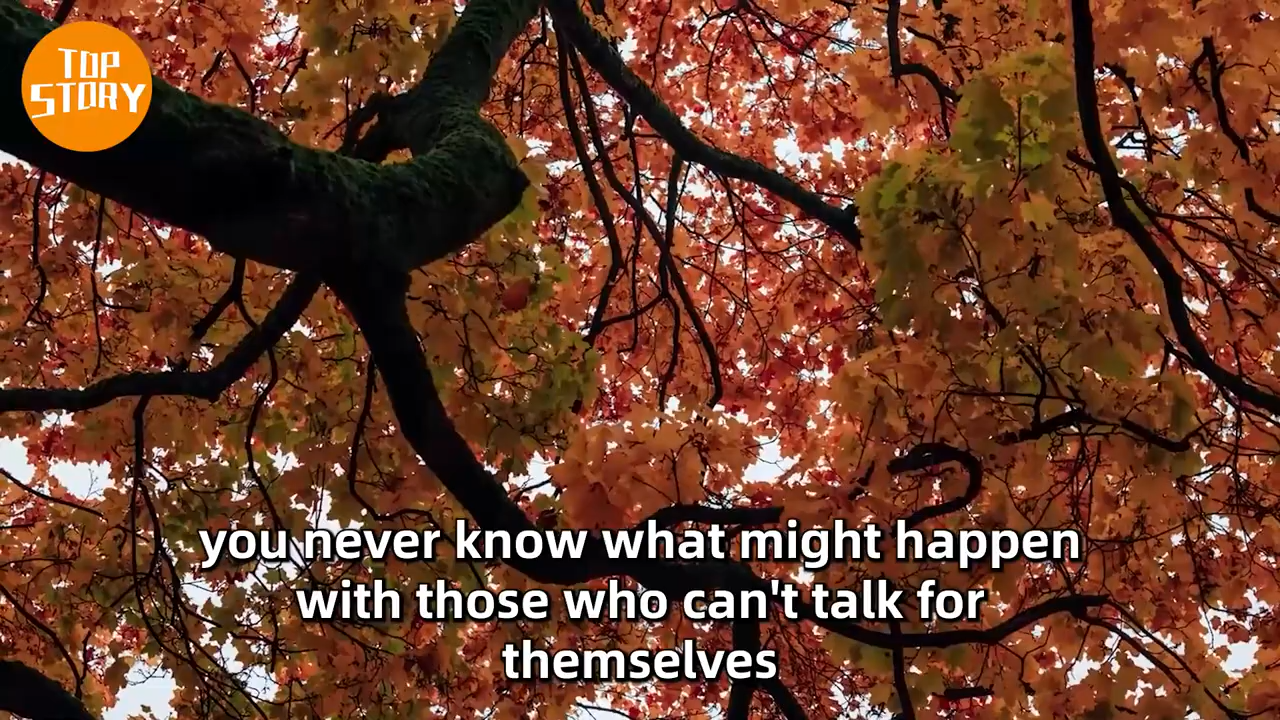 TOP
STORY
you never know what might happen
with those who can't talk for
themselves